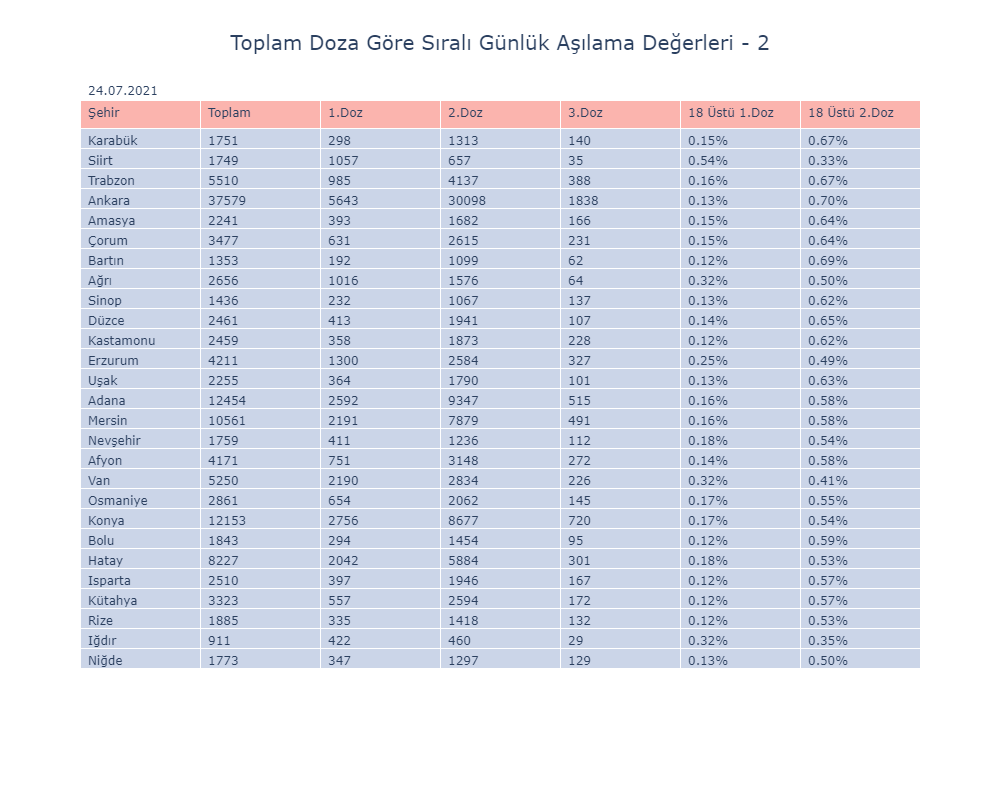 Toplam Doza Göre Sıralı Günlük Aşılama Değerleri - 2
24.07.2021
Şehir Toplam 1.Doz 2.Doz 3.Doz 18 Üstü 1.Doz 18 Üstü 2.Doz
Karabük 1751 298 1313 140 0.15% 0.67%
Siirt 1749 1057 657 35 0.54% 0.33%
Trabzon 5510 985 4137 388 0.16% 0.67%
Ankara 37579 5643 30098 1838 0.13% 0.70%
Amasya 2241 393 1682 166 0.15% 0.64%
Çorum 3477 631 2615 231 0.15% 0.64%
Bartın 1353 192 1099 62 0.12% 0.69%
Ağrı 2656 1016 1576 64 0.32% 0.50%
Sinop 1436 232 1067 137 0.13% 0.62%
Düzce 2461 413 1941 107 0.14% 0.65%
Kastamonu 2459 358 1873 228 0.12% 0.62%
Erzurum 4211 1300 2584 327 0.25% 0.49%
Uşak 2255 364 1790 101 0.13% 0.63%
Adana 12454 2592 9347 515 0.16% 0.58%
Mersin 10561 2191 7879 491 0.16% 0.58%
Nevşehir 1759 411 1236 112 0.18% 0.54%
Afyon 4171 751 3148 272 0.14% 0.58%
Van 5250 2190 2834 226 0.32% 0.41%
Osmaniye 2861 654 2062 145 0.17% 0.55%
Konya 12153 2756 8677 720 0.17% 0.54%
Bolu 1843 294 1454 95 0.12% 0.59%
Hatay 8227 2042 5884 301 0.18% 0.53%
Isparta 2510 397 1946 167 0.12% 0.57%
Kütahya 3323 557 2594 172 0.12% 0.57%
Rize 1885 335 1418 132 0.12% 0.53%
Iğdır 911 422 460 29 0.32% 0.35%
Niğde 1773 347 1297 129 0.13% 0.50%